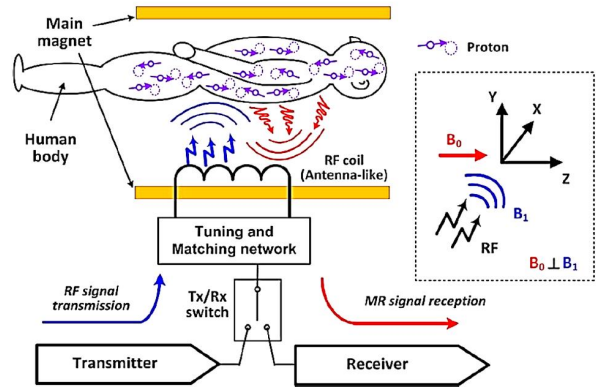 Main
magnet
Proton
Human
body
RF coil
(Antenna-like)
Tuning and
Matching network
RF signal
transmission
Tx/Rx
switch
MR signal reception
Transmitter
Receiver
Y
X
B₀
Z
B₁
RF
B₀⊥B₁